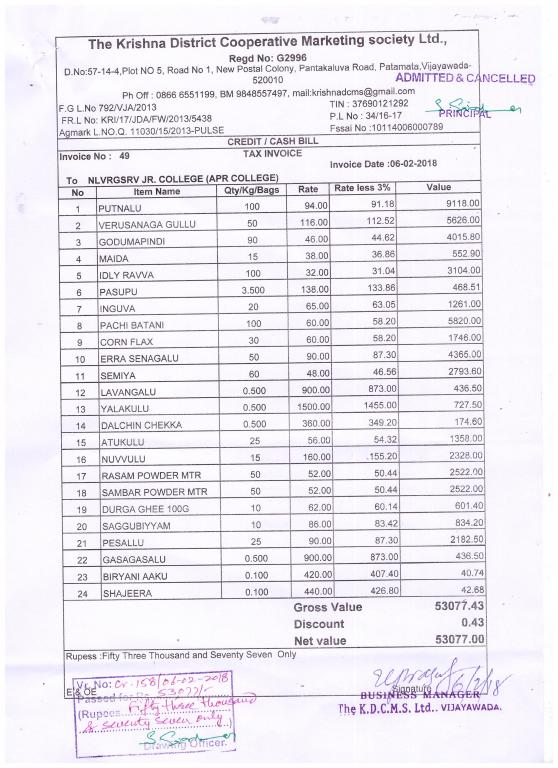 The Krishna District Cooperative Marketing society Ltd.,
Regd No: G2996
D.No:57-14-4,Plot NO 5, Road No 1, New Postal Colony, Pantakaluva Road, Patamata,Vijayawada-
520010
ADMITTED & CANCELLED
Ph Off : 0866 6551199, BM 9848557497, mail:krishnadcms@gmail.com
F.G L.No 792/VJA/2013 TIN : 37690121292
PRINCIPAL
FR.L No: KRI/17/JDA/FW/2013/5438 P.L No : 34/16-17
Agmark L.NO.Q. 11030/15/2013-PULSE Fssai No :10114006000789
CREDIT / CASH BILL
Invoice No : 49 TAX INVOICE
Invoice Date :06-02-2018
To NLVRGSRV JR. COLLEGE (APR COLLEGE)
No Item Name Qty/Kg/Bags Rate Rate less 3% Value
1 PUTNALU 100 94.00 91.18 9118.00
2 VERUSANAGA GULLU 50 116.00 112.52 5626.00
3 GODUMAPINDI 90 46.00 44.62 4015.80
4 MAIDA 15 38.00 36.86 552.90
5 IDLY RAVVA 100 32.00 31.04 3104.00
6 PASUPU 3.500 138.00 133.86 468.51
7 INGUVA 20 65.00 63.05 1261.00
8 PACHI BATANI 100 60.00 58.20 5820.00
9 CORN FLAX 30 60.00 58.20 1746.00
10 ERRA SENAGALU 50 90.00 87.30 4365.00
11 SEMIYA 60 48.00 46.56 2793.60
12 LAVANGALU 0.500 900.00 873.00 436.50
13 YALAKULU 0.500 1500.00 1455.00 727.50
14 DALCHIN CHEKKA 0.500 360.00 349.20 174.60
15 ATUKULU 25 56.00 54.32 1358.00
16 NUVVULU 15 160.00 155.20 2328.00
17 RASAM POWDER MTR 50 52.00 50.44 2522.00
18 SAMBAR POWDER MTR 50 52.00 50.44 2522.00
19 DURGA GHEE 100G 10 62.00 60.14 601.40
20 SAGGUBIYYAM 10 86.00 83.42 834.20
21 PESALLU 25 90.00 87.30 2182.50
22 GASAGASALU 0.500 900.00 873.00 436.50
23 BIRYANI AAKU 0.100 420.00 407.40 40.74
24 SHAJEERA 0.100 440.00 426.80 42.68
Gross Value 53077.43
Discount 0.43
Net value 53077.00
Rupess :Fifty Three Thousand and Seventy Seven Only
Vr. No: Cr-158/06-02-2018
E & OE
Passed for Rs. 53077/-
(Rupees Fifty three thousand
& seventy seven only)
Drawing Officer.
Signature
BUSINESS MANAGER
The K.D.C.M.S. Ltd., VIJAYAWADA.